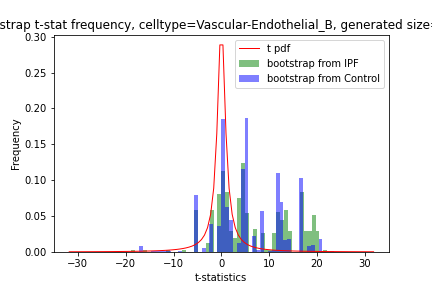 strap t-stat frequency, celltype=Vascular-Endothelial_B, generated size=
0.30
0.25
0.20
0.15
0.10
0.05
0.00
Frequency
t pdf
bootstrap from IPF
bootstrap from Control
−30 −20 −10 0 10 20 30
t-statistics